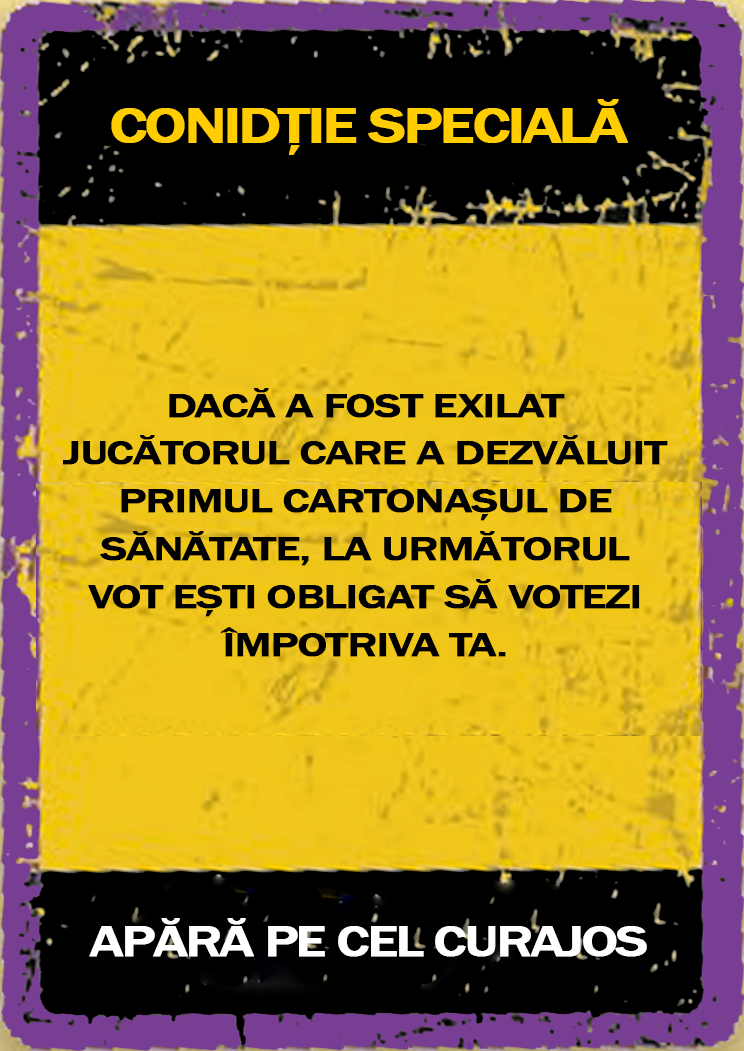 CONIDȚIE SPECIALĂ
DACĂ A FOST EXILAT
JUCĂTORUL CARE A DEZVĂLUIT
PRIMUL CARTONAȘUL DE
SĂNĂTATE, LA URMĂTORUL
VOT EȘTI OBLIGAT SĂ VOTEZI
ÎMPOTRIVA TA.
APĂRĂ PE CEL CURAJOS